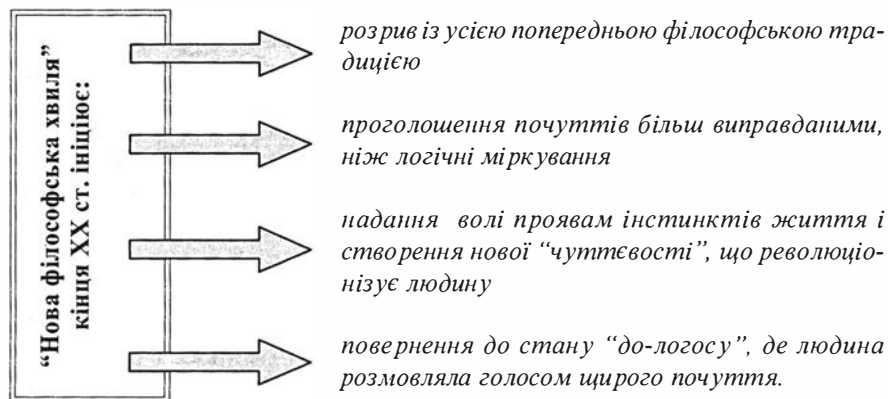 “Нова філософська хвиля”
кінця XX ст. ініціює:
розрив із усією попередньою філософською тра-
дицією
проголошення почуттів більш виправданими,
ніж логічні міркування
надання волі проявам інстинктів життя і
створення нової “чуттєвості”, що революціо-
нізує людину
повернення до стану “до-логосу”, де людина
розмовляла голосом щирого почуття.